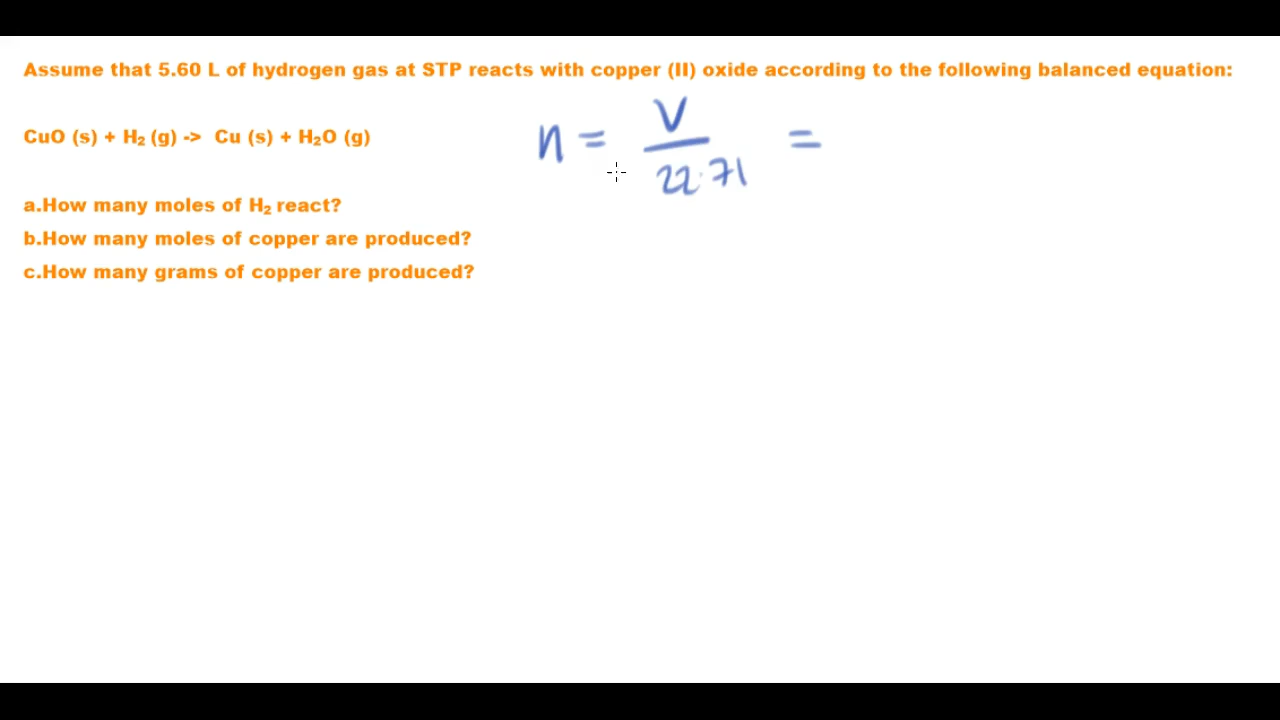 Assume that 5.60 L of hydrogen gas at STP reacts with copper (II) oxide according to the following balanced equation:
CuO (s) + H₂ (g) -> Cu (s) + H₂O (g)
n = V / 22.71 =
a.How many moles of H₂ react?
b.How many moles of copper are produced?
c.How many grams of copper are produced?